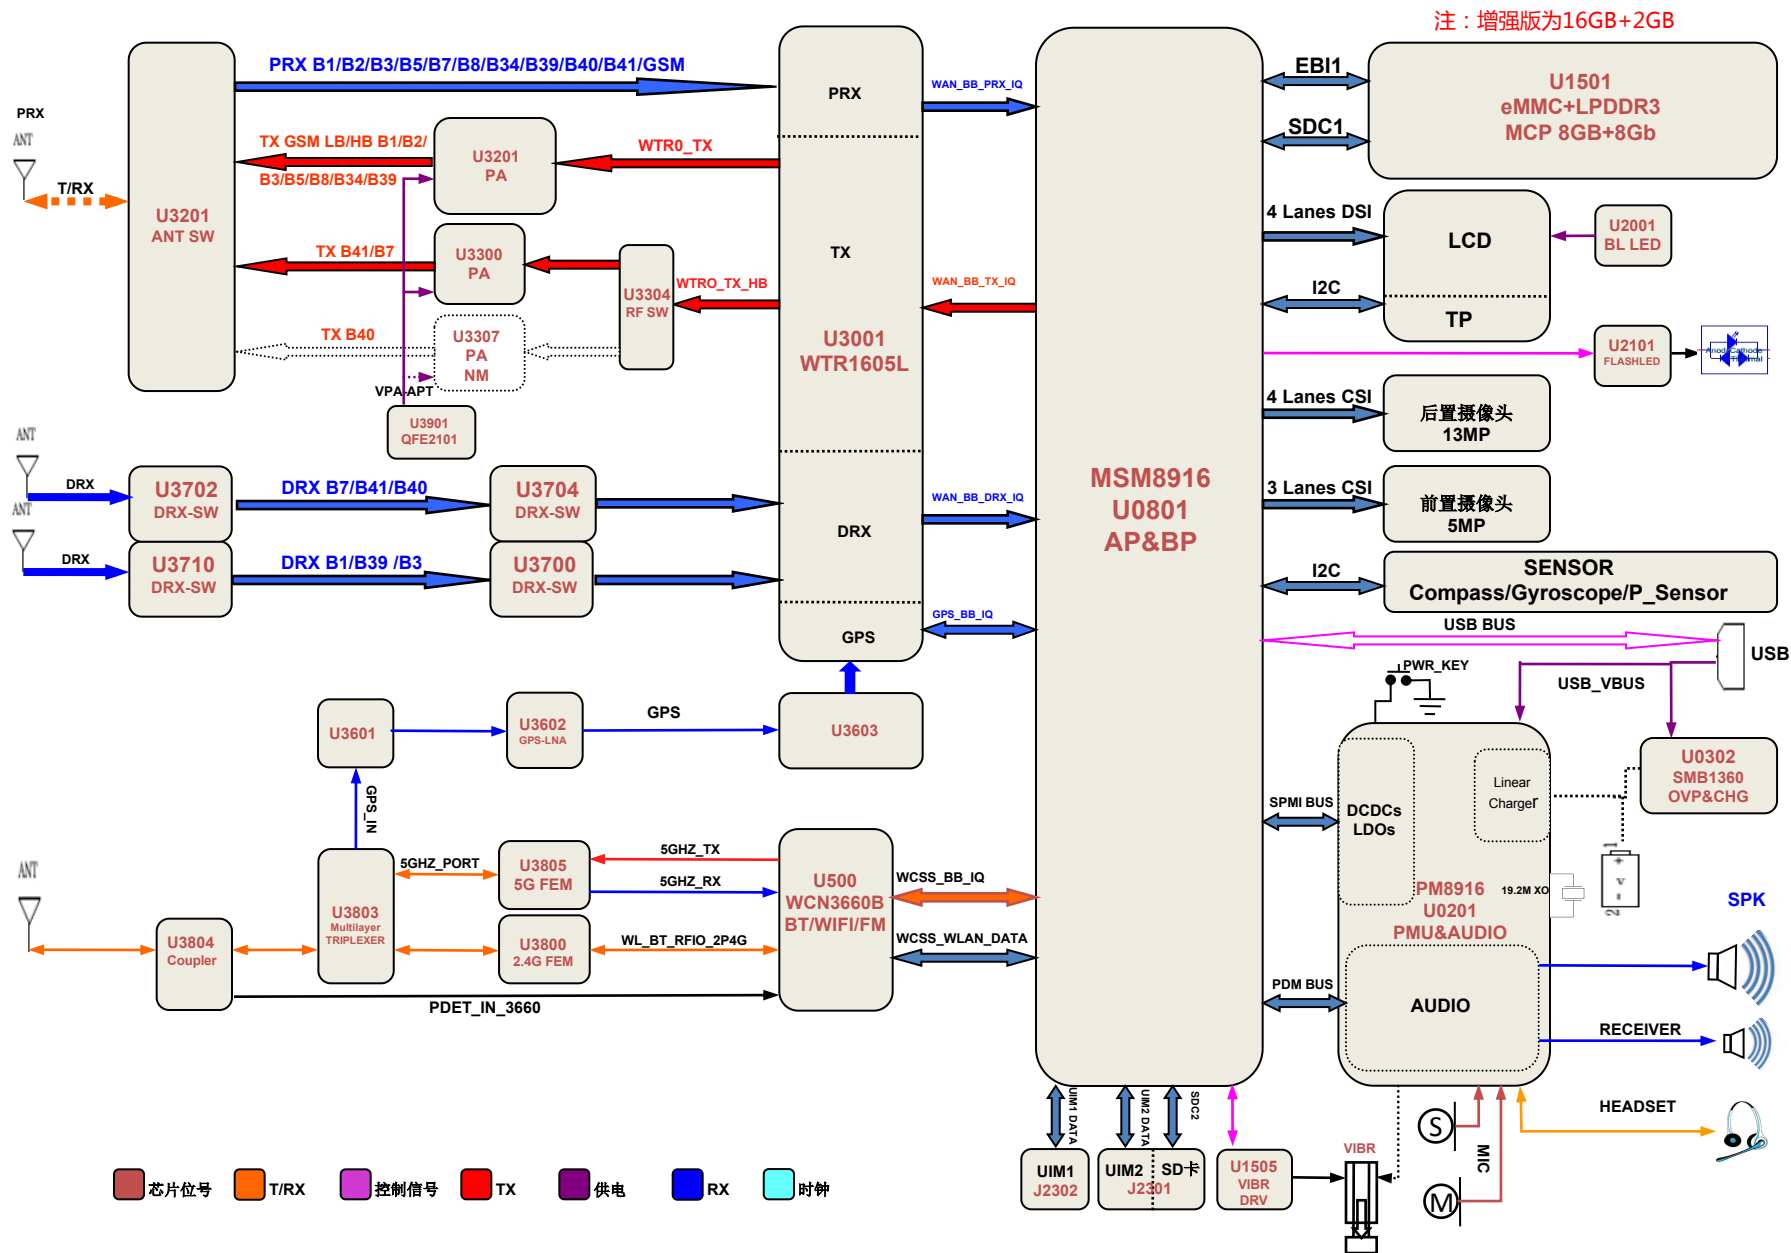 注：增强版为16GB+2GB
PRX B1/B2/B3/B5/B7/B8/B34/B39/B40/B41/GSM
PRX
ANT
T/RX
U3201
ANT SW
TX GSM LB/HB B1/B2/
B3/B5/B8/B34/B39
U3201
PA
WTR0_TX
TX B41/B7
U3300
PA
U3304
RF SW
WTRO_TX_HB
TX B40
U3307
PA
NM
VPA-APT
U3901
QFE2101
PRX
TX
U3001
WTR1605L
DRX
GPS
WAN_BB_PRX_IQ
WAN_BB_TX_IQ
WAN_BB_DRX_IQ
GPS_BB_IQ
ANT
DRX
U3702
DRX-SW
DRX B7/B41/B40
U3704
DRX-SW
ANT
DRX
U3710
DRX-SW
DRX B1/B39 /B3
U3700
DRX-SW
U3601
U3602
GPS-LNA
GPS
U3603
GPS_IN
ANT
U3804
Coupler
U3803
Multilayer
TRIPLEXER
5GHZ_PORT
U3805
5G FEM
5GHZ_TX
5GHZ_RX
U3800
2.4G FEM
WL_BT_RFIO_2P4G
PDET_IN_3660
U500
WCN3660B
BT/WIFI/FM
WCSS_BB_IQ
WCSS_WLAN_DATA
MSM8916
U0801
AP&BP
EBI1
SDC1
U1501
eMMC+LPDDR3
MCP 8GB+8Gb
4 Lanes DSI
LCD
I2C
TP
U2001
BL LED
U2101
FLASHLED
4 Lanes CSI
后置摄像头
13MP
3 Lanes CSI
前置摄像头
5MP
I2C
SENSOR
Compass/Gyroscope/P_Sensor
USB BUS
USB
USB_VBUS
PWR_KEY
U0302
SMB1360
OVP&CHG
Linear
Charger
DCDCs
LDOs
SPMI BUS
19.2M XO
1
+
v
-
2
PM8916
U0201
PMU&AUDIO
PDM BUS
AUDIO
SPK
RECEIVER
HEADSET
MIC
S
M
VIBR
UIM1 DATA
UIM2 DATA
SDC2
UIM1
J2302
UIM2
SD卡
J2301
U1505
VIBR
DRV
芯片位号
T/RX
控制信号
TX
供电
RX
时钟